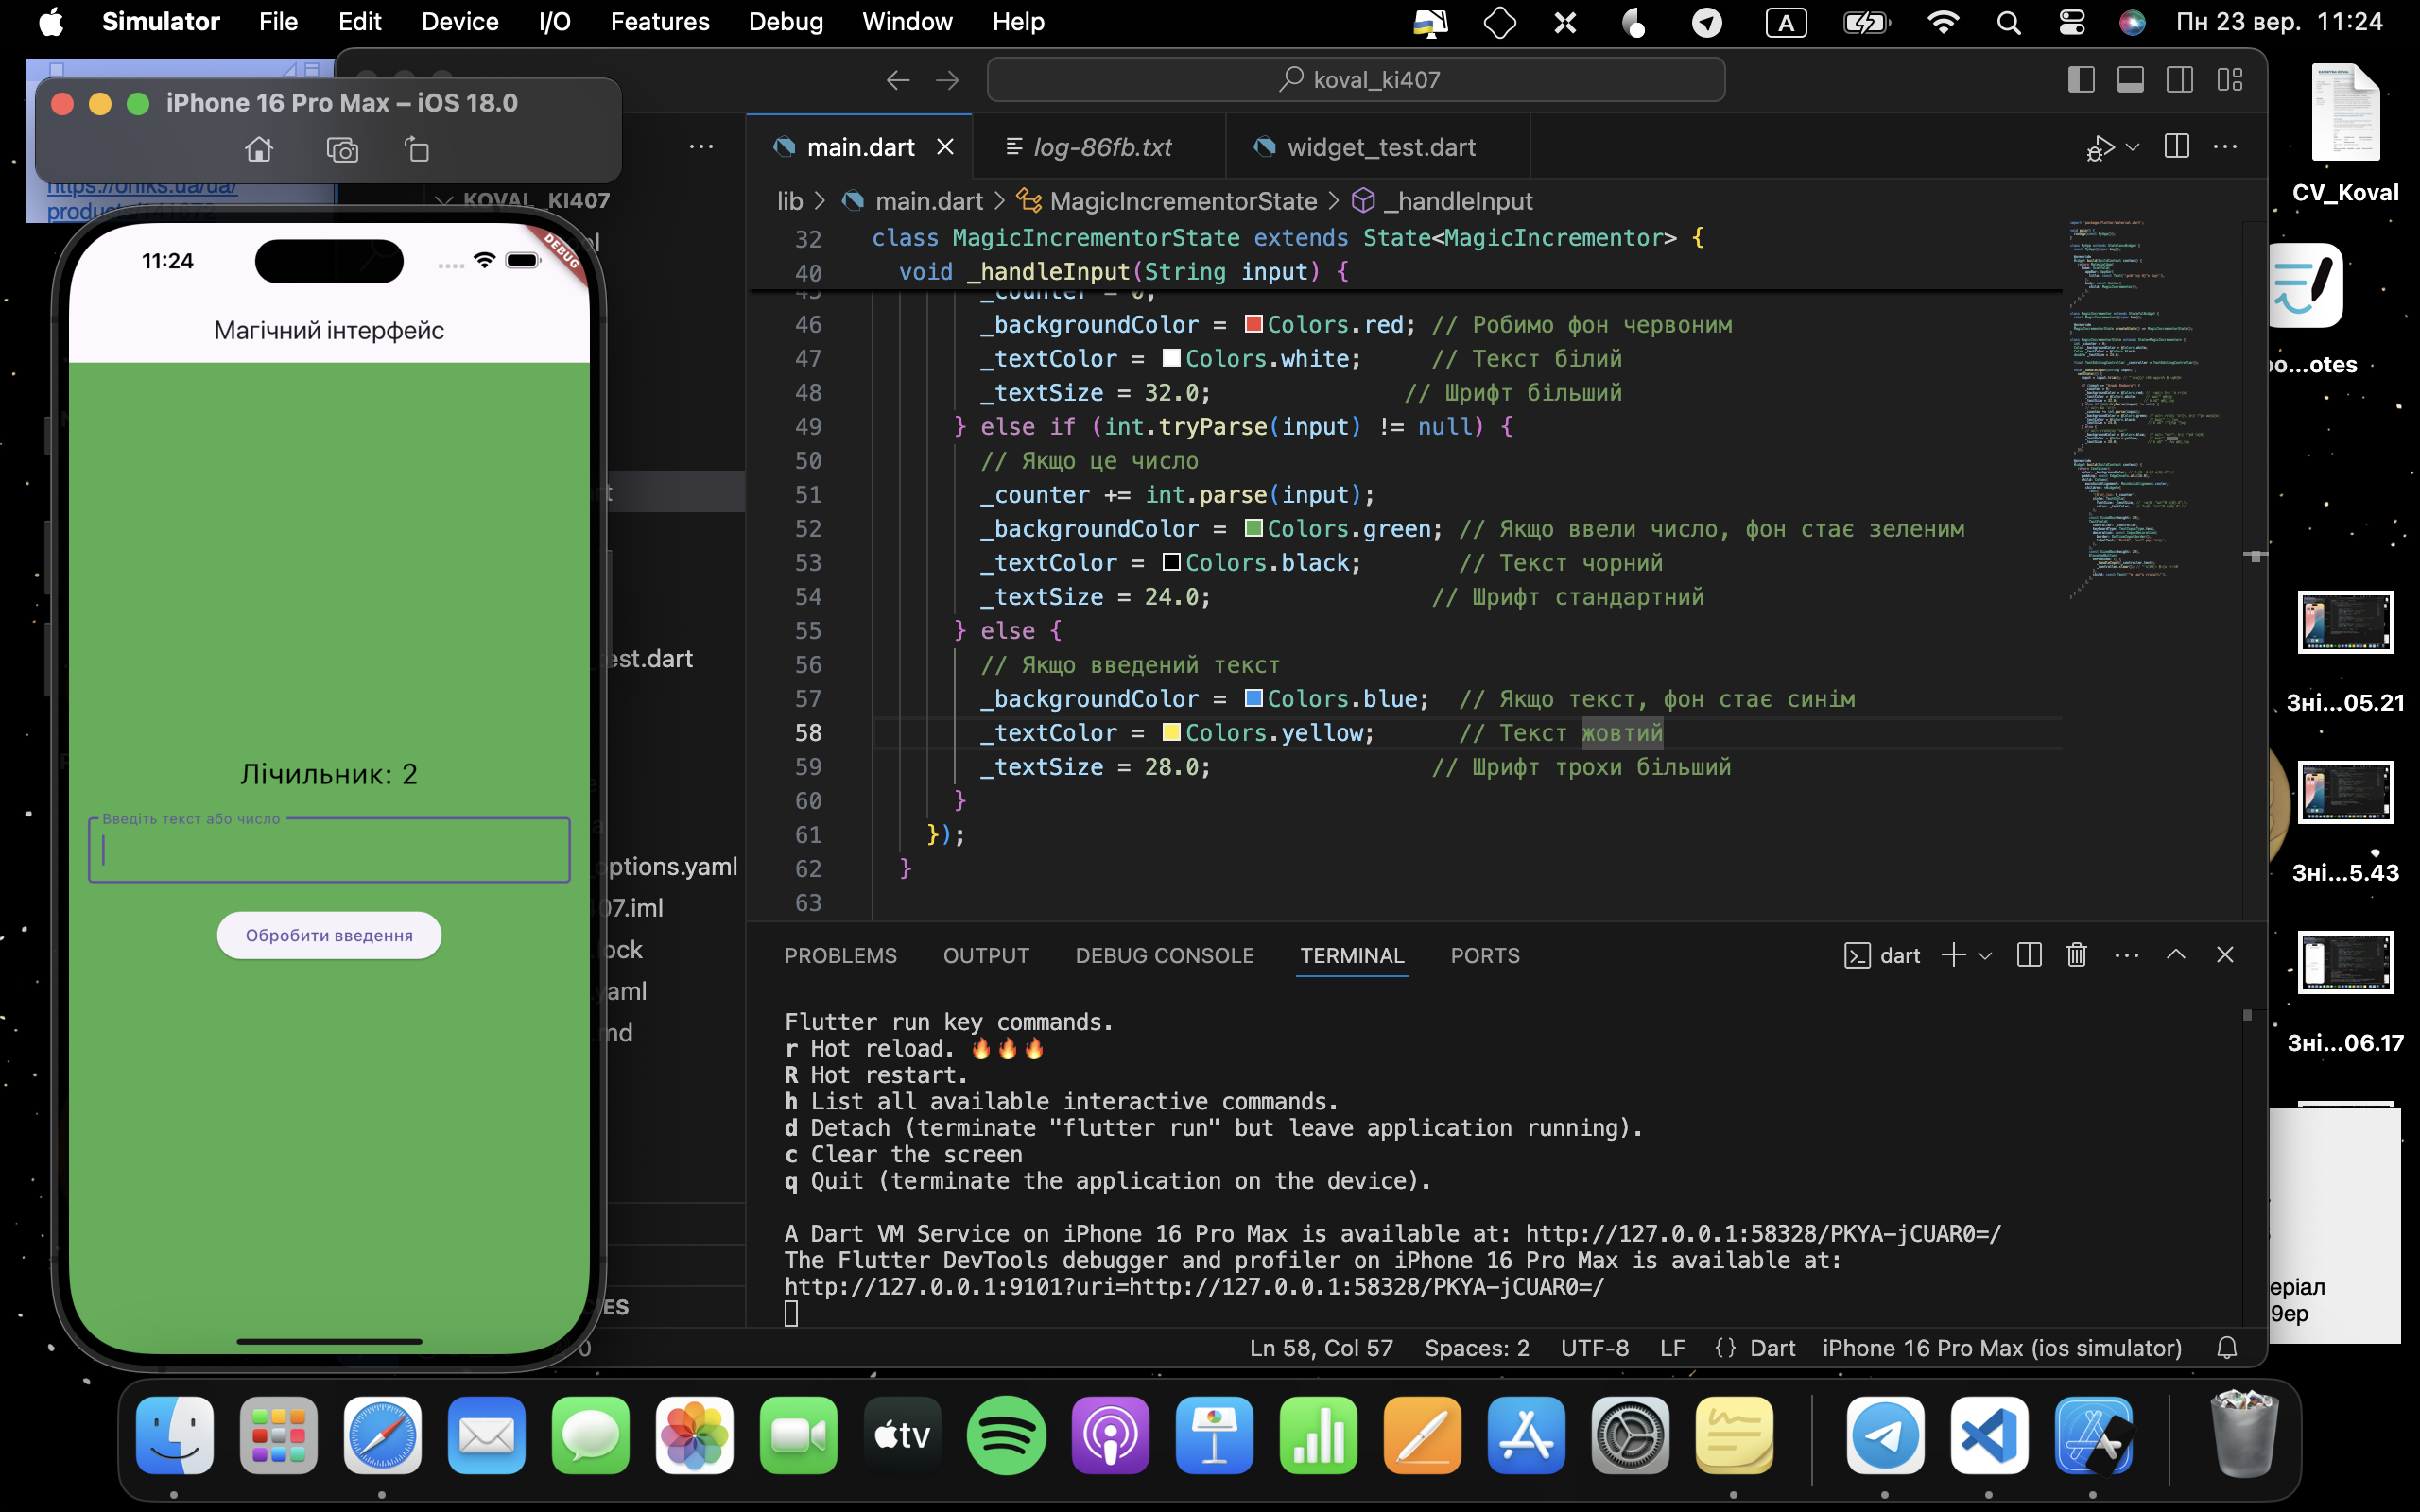 Simulator File Edit Device I/O Features Debug Window Help A Пн 23 вер. 11:24
iPhone 16 Pro Max – iOS 18.0
https://oniks.ua/ua/
11:24
DEBUG
Магічний інтерфейс
Лічильник: 2
Введіть текст або число
Обробити введення
KOVAL_KI407
est.dart
options.yaml
07.iml
ock
yaml
md
ES
koval_ki407
main.dart log-86fb.txt widget_test.dart
lib > main.dart > MagicIncrementorState > _handleInput
32 class MagicIncrementorState extends State<MagicIncrementor> {
40 void _handleInput(String input) {
45 _counter = 0;
46 _backgroundColor = Colors.red; // Робимо фон червоним
47 _textColor = Colors.white; // Текст білий
48 _textSize = 32.0; // Шрифт більший
49 } else if (int.tryParse(input) != null) {
50 // Якщо це число
51 _counter += int.parse(input);
52 _backgroundColor = Colors.green; // Якщо ввели число, фон стає зеленим
53 _textColor = Colors.black; // Текст чорний
54 _textSize = 24.0; // Шрифт стандартний
55 } else {
56 // Якщо введений текст
57 _backgroundColor = Colors.blue; // Якщо текст, фон стає синім
58 _textColor = Colors.yellow; // Текст жовтий
59 _textSize = 28.0; // Шрифт трохи більший
60 }
61 });
62 }
63
PROBLEMS OUTPUT DEBUG CONSOLE TERMINAL PORTS dart
Flutter run key commands.
r Hot reload. 🔥🔥🔥
R Hot restart.
h List all available interactive commands.
d Detach (terminate "flutter run" but leave application running).
c Clear the screen
q Quit (terminate the application on the device).
A Dart VM Service on iPhone 16 Pro Max is available at: http://127.0.0.1:58328/PKYA-jCUAR0=/
The Flutter DevTools debugger and profiler on iPhone 16 Pro Max is available at:
http://127.0.0.1:9101?uri=http://127.0.0.1:58328/PKYA-jCUAR0=/
0 Ln 58, Col 57 Spaces: 2 UTF-8 LF {} Dart iPhone 16 Pro Max (ios simulator)
CV_Koval
oo...otes
Зні...05.21
Зні...5.43
Зні...06.17
еріал
9ер
tv